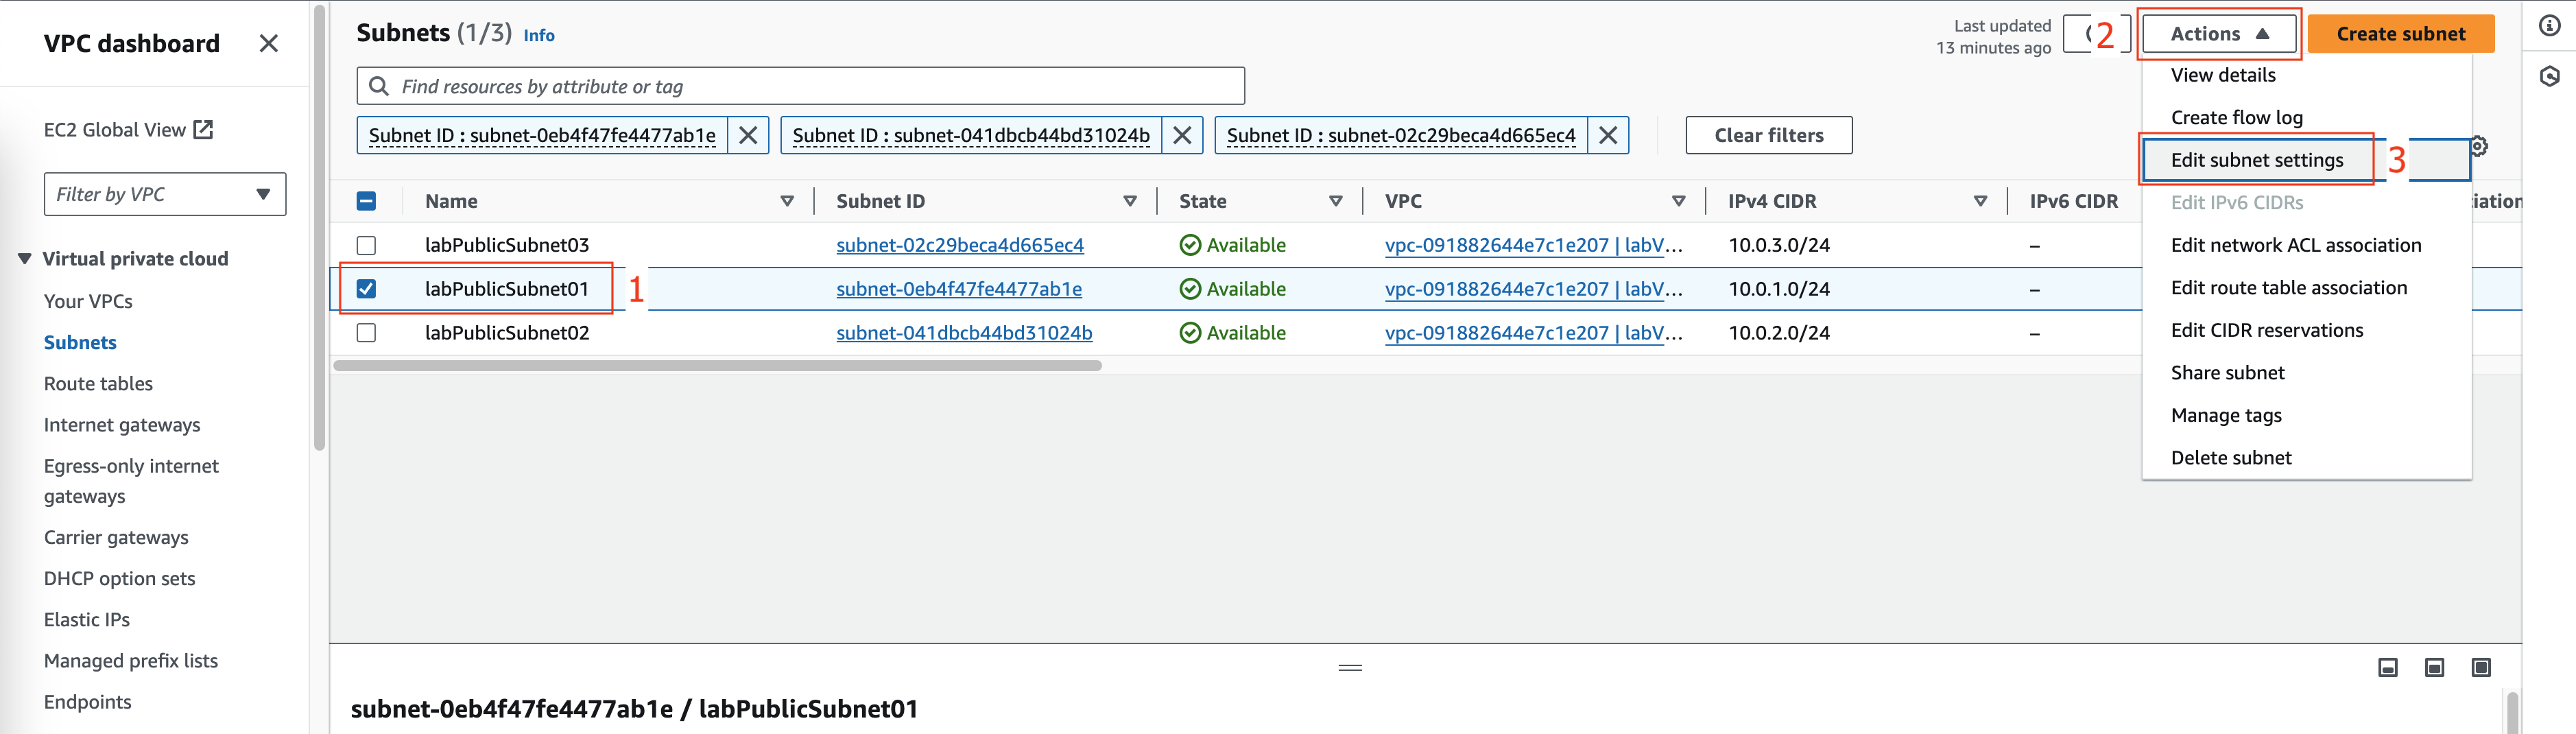 VPC dashboard
EC2 Global View
Filter by VPC
Virtual private cloud
Your VPCs
Subnets
Route tables
Internet gateways
Egress-only internet
gateways
Carrier gateways
DHCP option sets
Elastic IPs
Managed prefix lists
Endpoints
Subnets (1/3) Info
Last updated
13 minutes ago
2
Actions
Create subnet
Find resources by attribute or tag
Subnet ID : subnet-0eb4f47fe4477ab1e
Subnet ID : subnet-041dbcb44bd31024b
Subnet ID : subnet-02c29beca4d665ec4
Clear filters
Name Subnet ID State VPC IPv4 CIDR IPv6 CIDR
labPublicSubnet03 subnet-02c29beca4d665ec4 Available vpc-091882644e7c1e207 | labV... 10.0.3.0/24 –
labPublicSubnet01 1 subnet-0eb4f47fe4477ab1e Available vpc-091882644e7c1e207 | labV... 10.0.1.0/24 –
labPublicSubnet02 subnet-041dbcb44bd31024b Available vpc-091882644e7c1e207 | labV... 10.0.2.0/24 –
View details
Create flow log
Edit subnet settings 3
Edit IPv6 CIDRs
Edit network ACL association
Edit route table association
Edit CIDR reservations
Share subnet
Manage tags
Delete subnet
subnet-0eb4f47fe4477ab1e / labPublicSubnet01